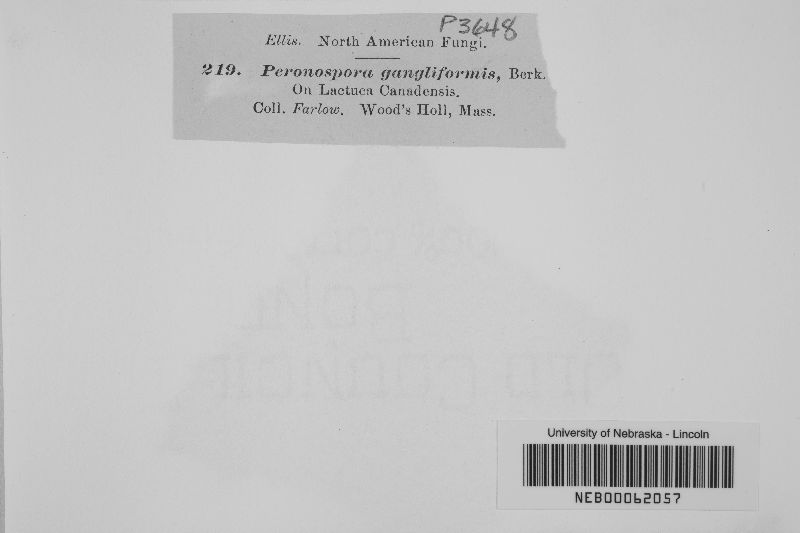 P3648
Ellis. North American Fungi.
219. Peronospora gangliformis, Berk.
On Lactuca Canadensis.
Coll. Farlow. Wood's Holl, Mass.
University of Nebraska - Lincoln
NEB00062057